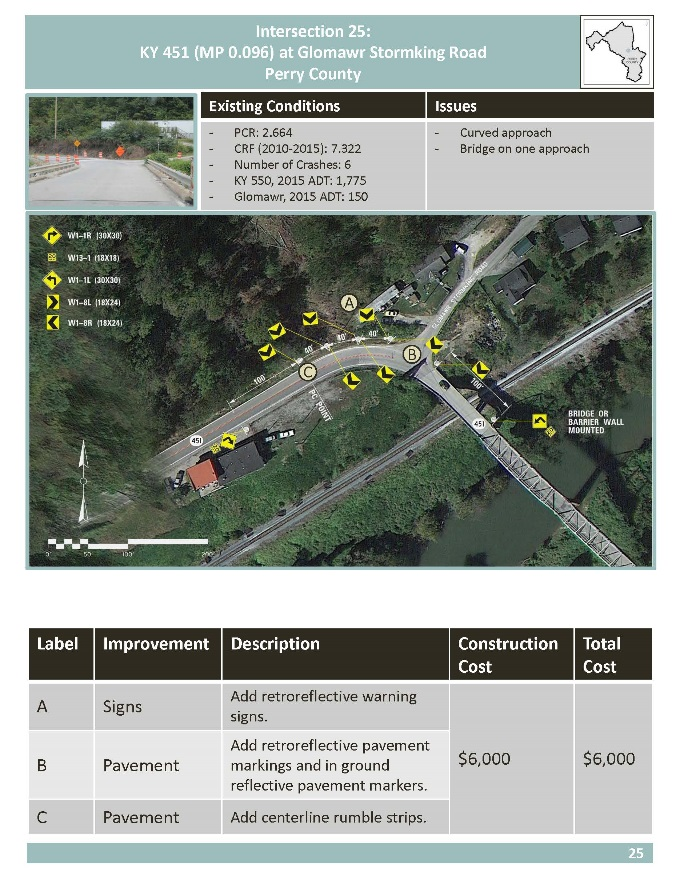 Intersection 25:
KY 451 (MP 0.096) at Glomawr Stormking Road
Perry County
Existing Conditions
Issues
- PCR: 2.664
- CRF (2010-2015): 7.322
- Number of Crashes: 6
- KY 550, 2015 ADT: 1,775
- Glomawr, 2015 ADT: 150
- Curved approach
- Bridge on one approach
W1-1R (30X30)
W13-1 (18X18)
W1-1L (30X30)
W1-8L (18X24)
W1-8R (18X24)
A
40'
40'
40'
B
C
100'
PC POINT
100'
451
451
BRIDGE OR
BARRIER WALL
MOUNTED
0'
50'
100'
200'
Label
Improvement
Description
Construction
Cost
Total
Cost
A
Signs
Add retroreflective warning
signs.
B
Pavement
Add retroreflective pavement
markings and in ground
reflective pavement markers.
$6,000
$6,000
C
Pavement
Add centerline rumble strips.
25